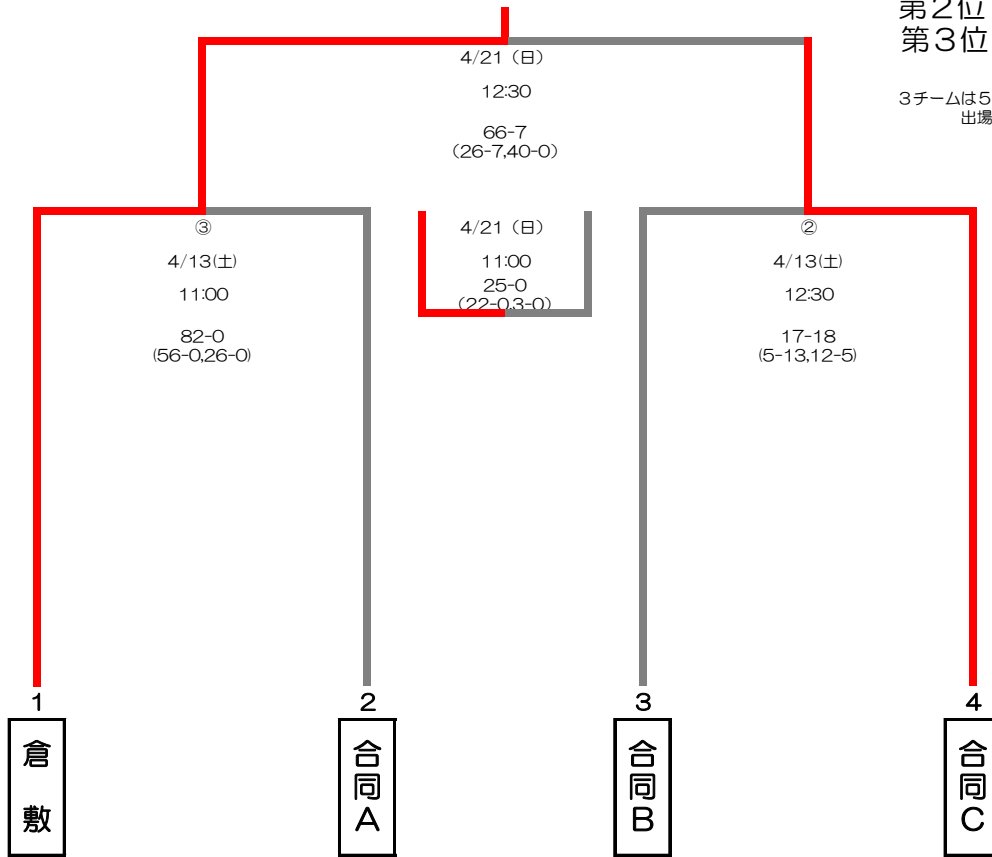 第2位
第3位
3チームは5
出場
4/21（日）
12:30
66-7
（26-7,40-0）
③
4/13(土)
11:00
82-0
(56-0,26-0)
4/21（日）
11:00
25-0
（22-0,3-0）
②
4/13(土)
12:30
17-18
(5-13,12-5)
1
2
3
4
倉敷
合同A
合同B
合同C